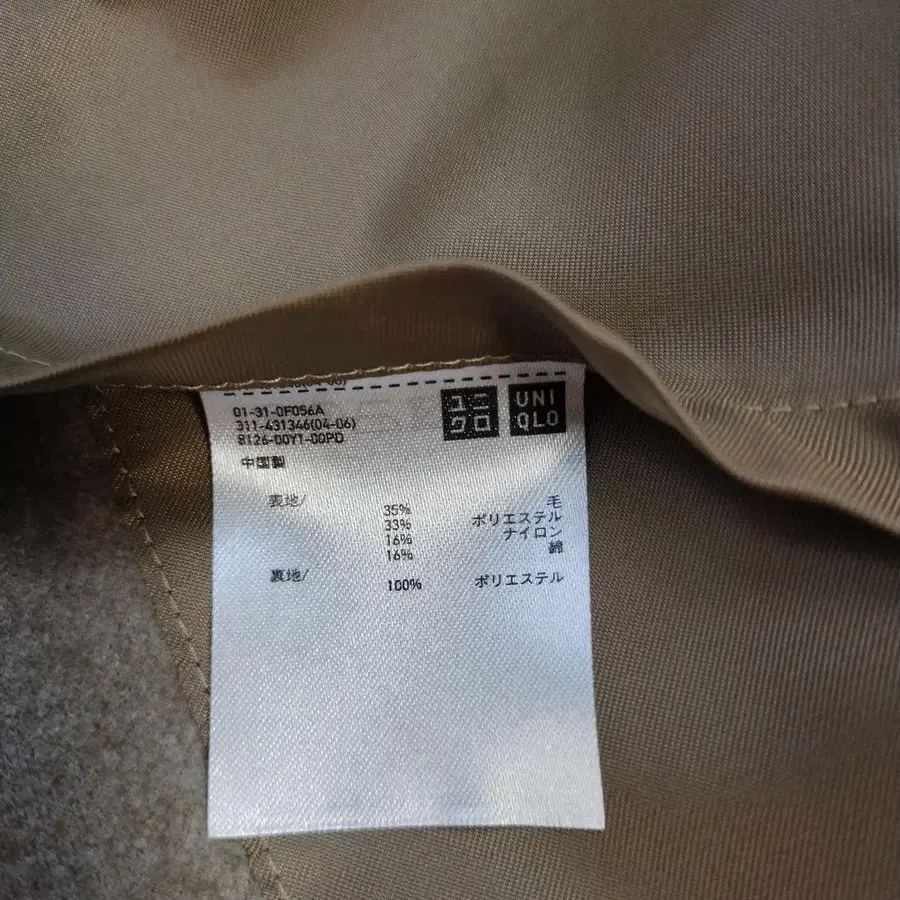 01-31-0F056A
311-431346(04-06)
8126-00Y1-00PD
ユニ
クロ
UNI
QLO
中国製
表地/
35% 毛
33% ポリエステル
16% ナイロン
16% 綿
裏地/
100% ポリエステル